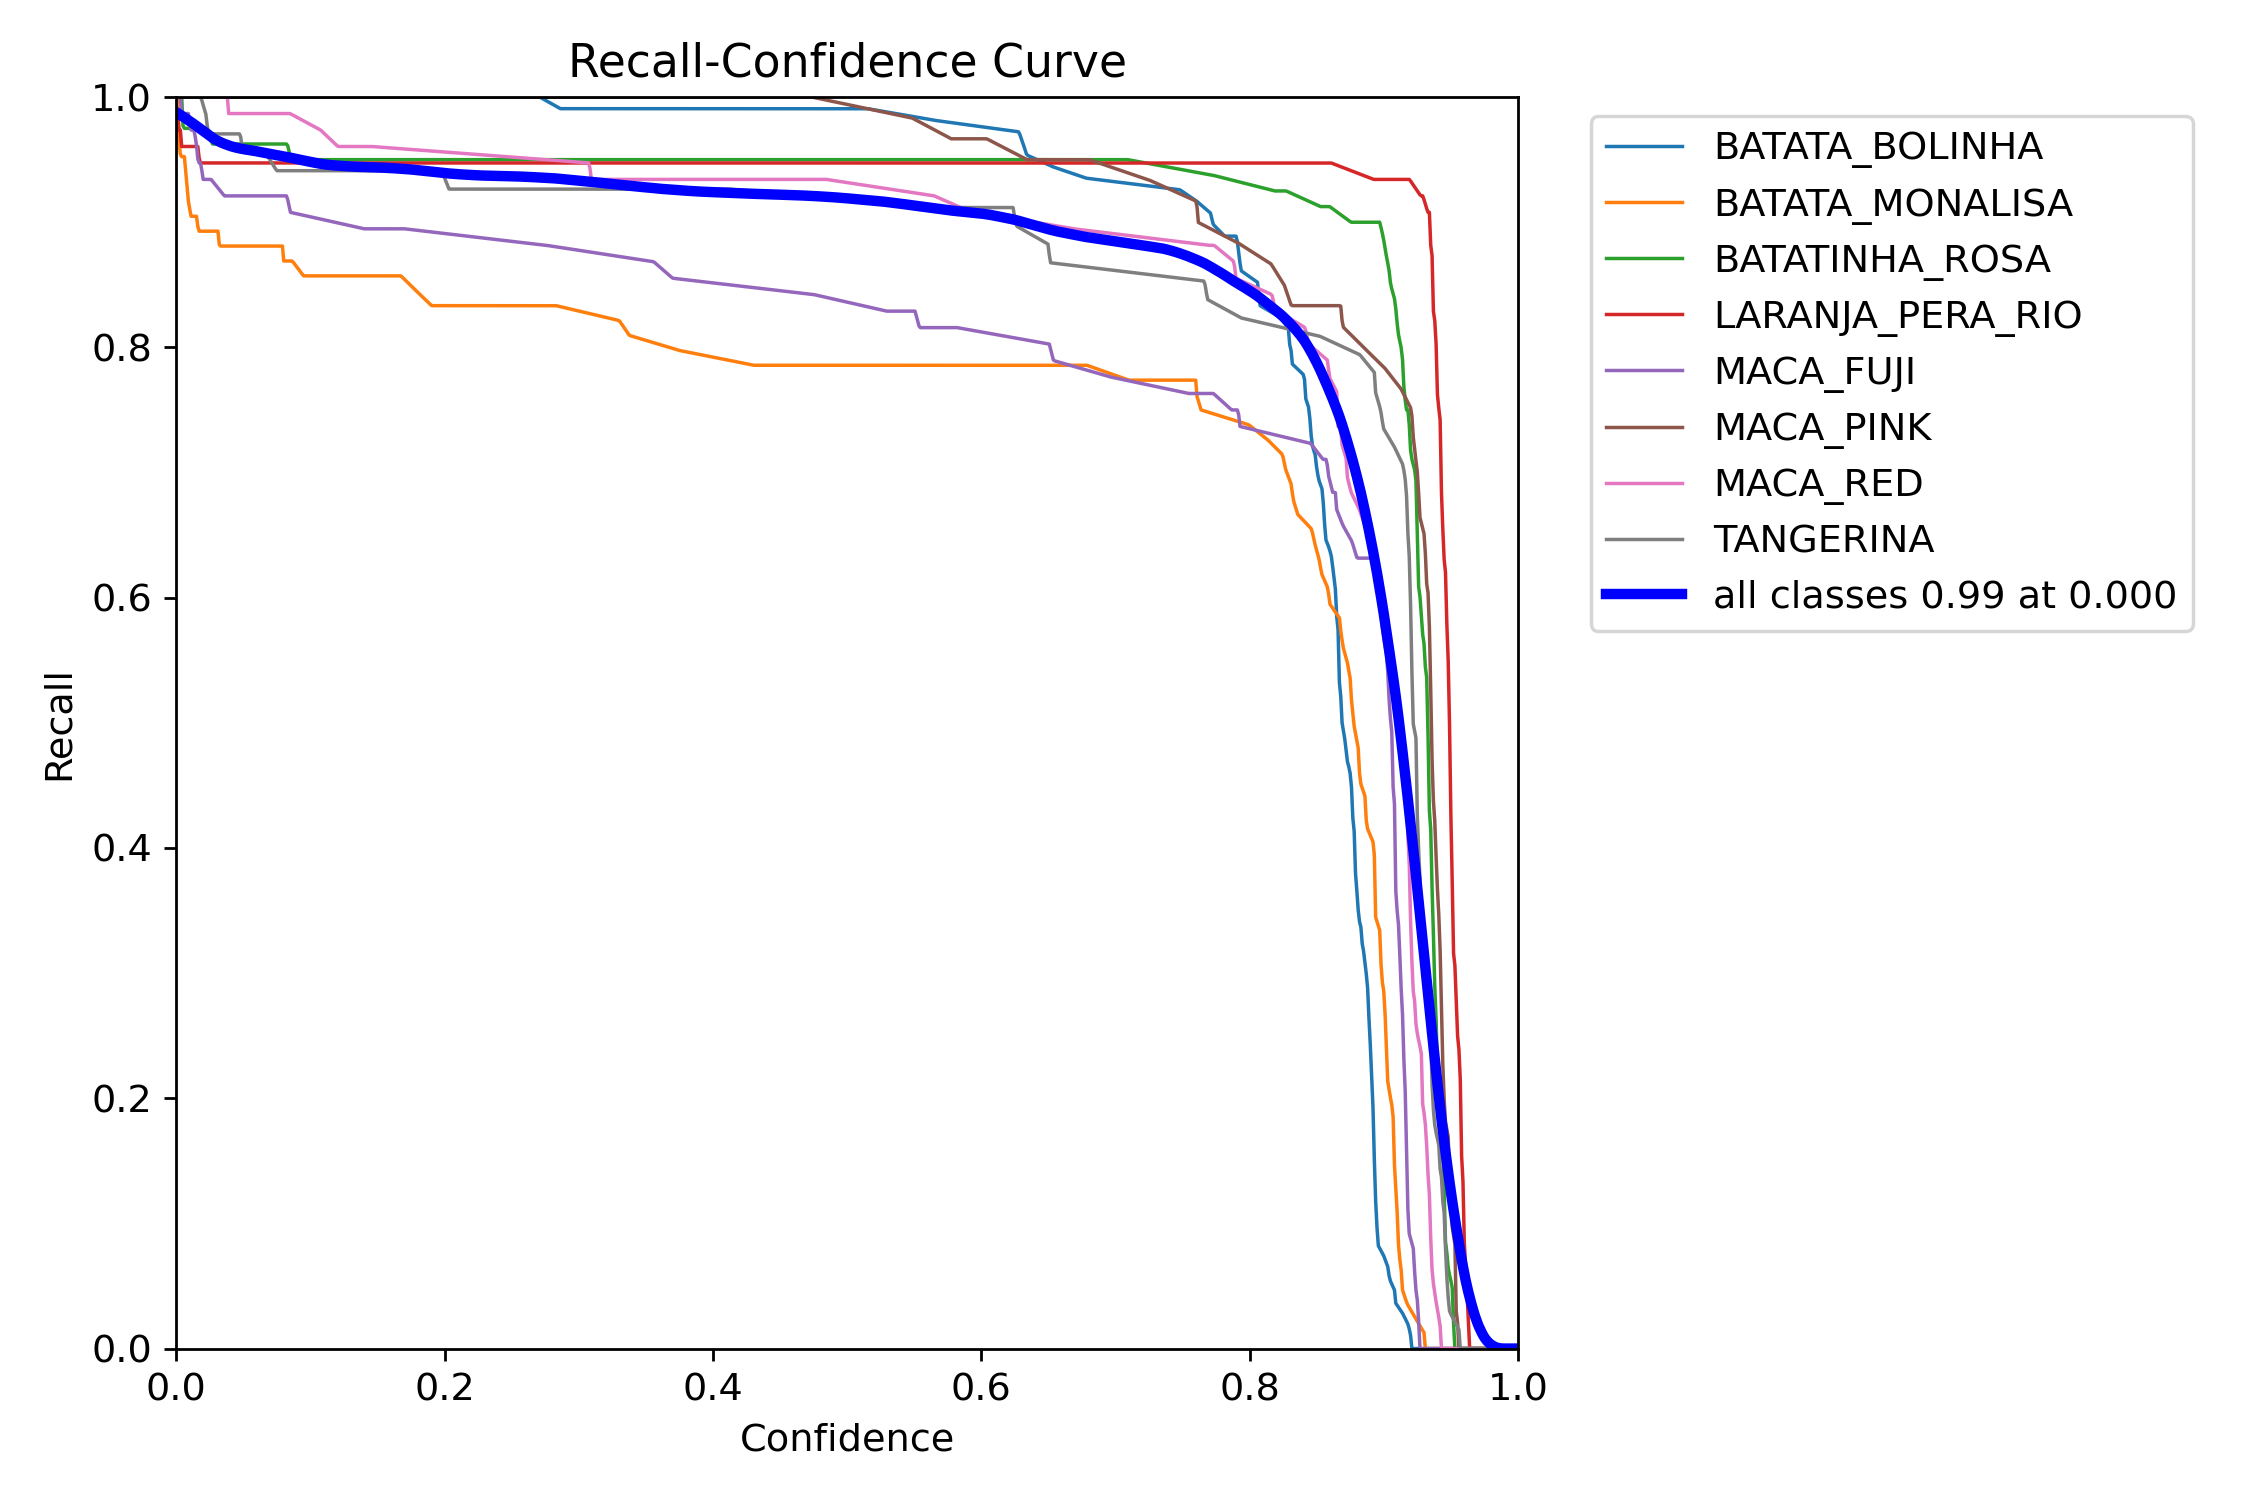 Recall-Confidence Curve
1.0
0.8
0.6
0.4
0.2
0.0
Recall
0.0 0.2 0.4 0.6 0.8 1.0
Confidence
BATATA_BOLINHA
BATATA_MONALISA
BATATINHA_ROSA
LARANJA_PERA_RIO
MACA_FUJI
MACA_PINK
MACA_RED
TANGERINA
all classes 0.99 at 0.000